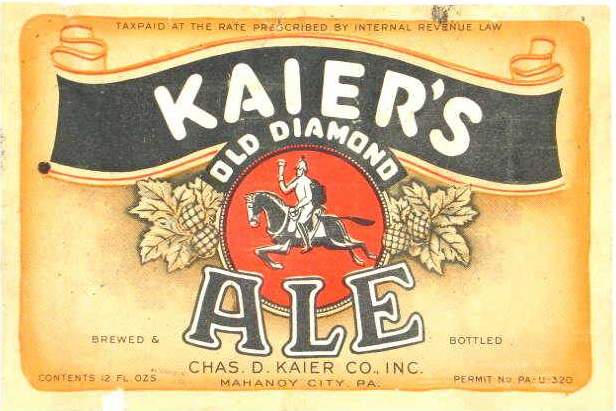 TAXPAID AT THE RATE PRESCRIBED BY INTERNAL REVENUE LAW
KAIER'S
OLD DIAMOND
ALE
BREWED & BOTTLED
CHAS. D. KAIER CO., INC.
MAHANOY CITY, PA.
CONTENTS 12 FL. OZS. PERMIT NO. PA-U-320